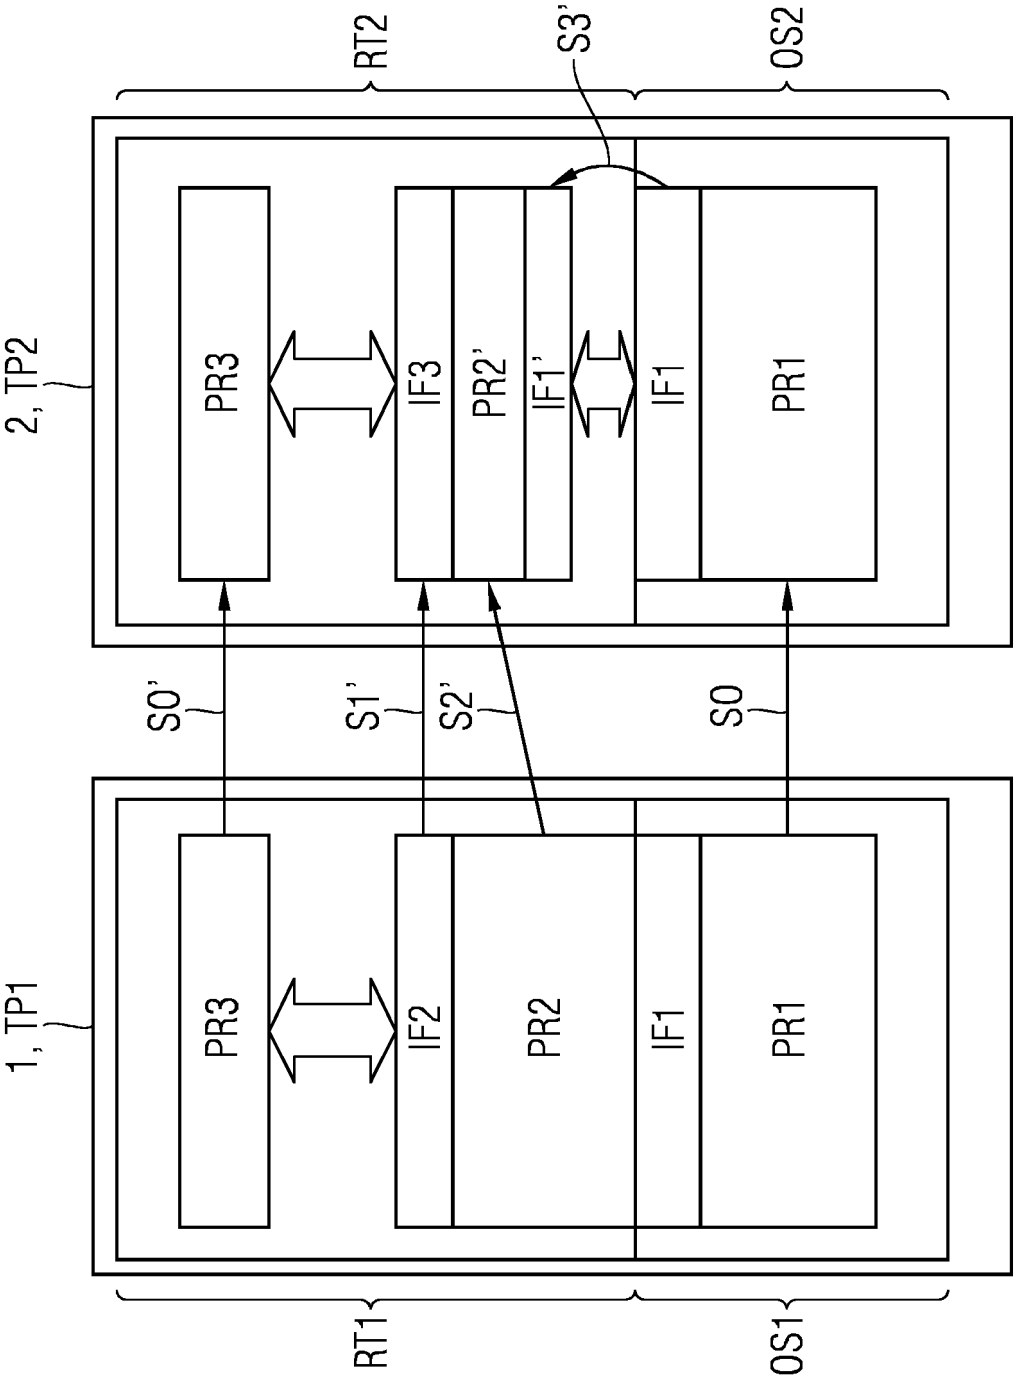 1, TP1
2, TP2
S0'
PR3
PR3
RT1
S1'
RT2
IF2
IF3
S2'
PR2'
PR2
IF1'
S3'
IF1
IF1
S0
OS1
PR1
PR1
OS2